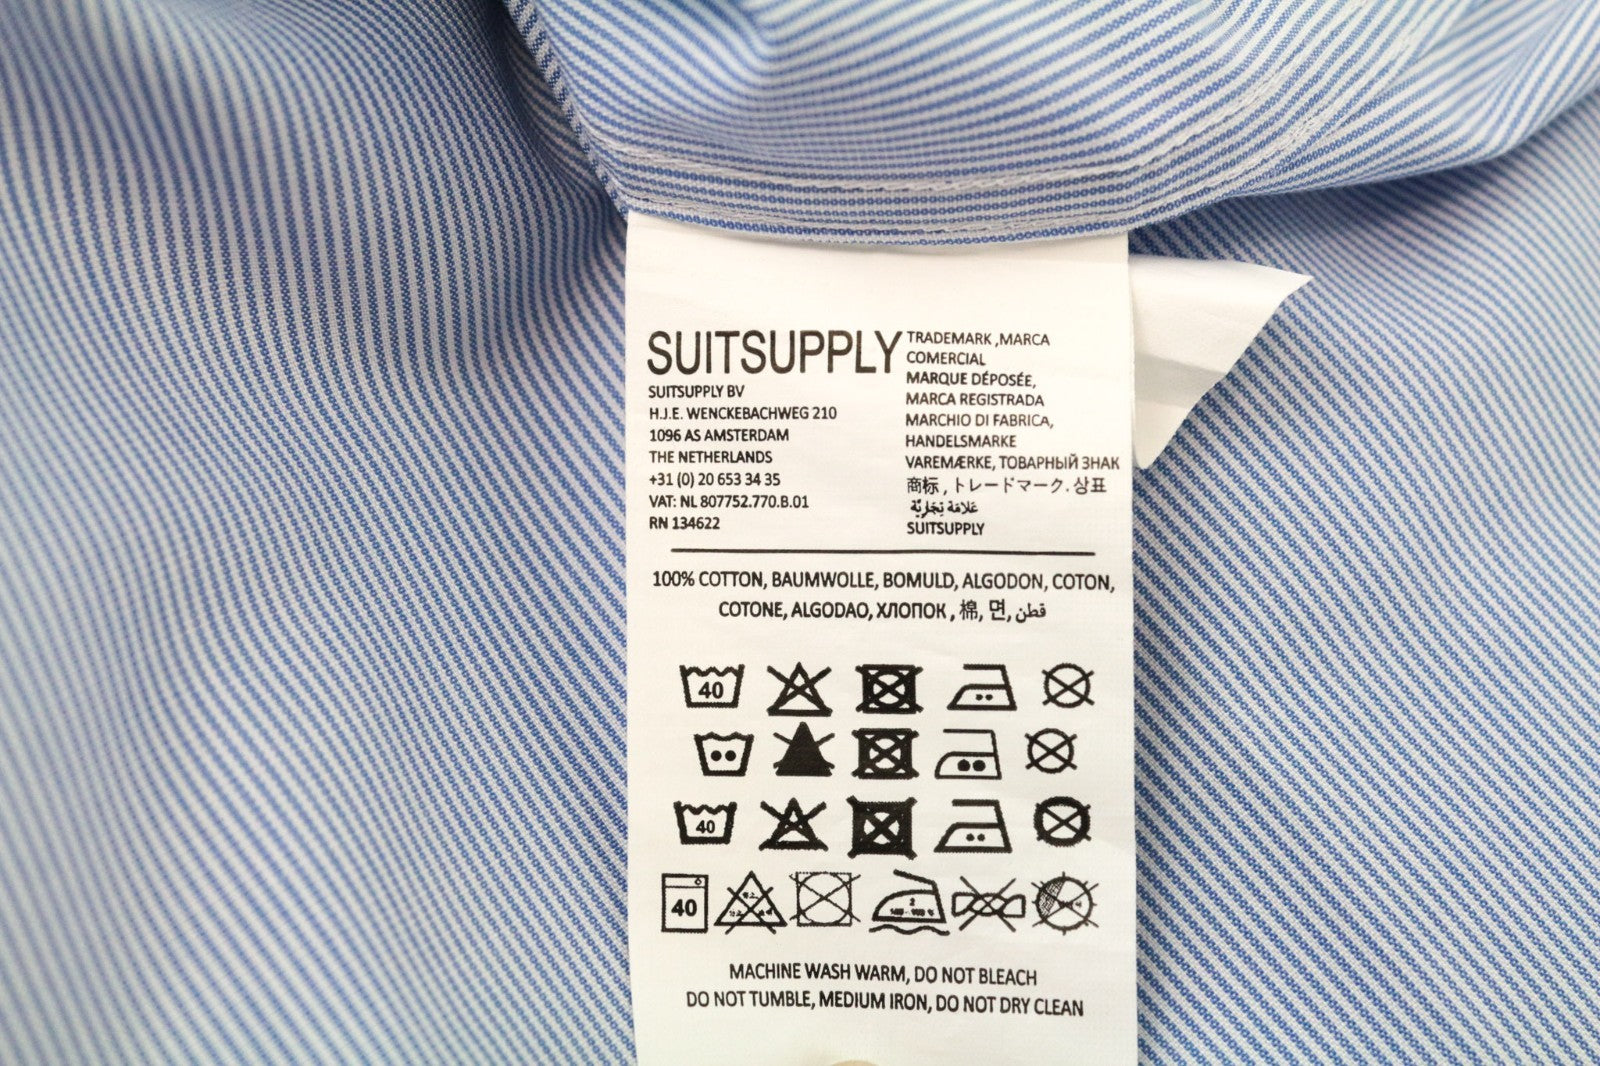 SUITSUPPLY
SUITSUPPLY BV
H.J.E. WENCKEBACHWEG 210
1096 AS AMSTERDAM
THE NETHERLANDS
+31 (0) 20 653 34 35
VAT: NL 807752.770.B.01
RN 134622
TRADEMARK ,MARCA
COMERCIAL
MARQUE DÉPOSÉE,
MARCA REGISTRADA
MARCHIO DI FABRICA,
HANDELSMARKE
VAREMÆRKE, ТОВАРНЫЙ ЗНАК
商标 , トレードマーク. 상표
عَلَامَة تِجَارِيَّة
SUITSUPPLY
100% COTTON, BAUMWOLLE, BOMULD, ALGODON, COTON,
COTONE, ALGODAO, ХЛОПОК , 棉, 면, قطن
40
40
40
MACHINE WASH WARM, DO NOT BLEACH
DO NOT TUMBLE, MEDIUM IRON, DO NOT DRY CLEAN